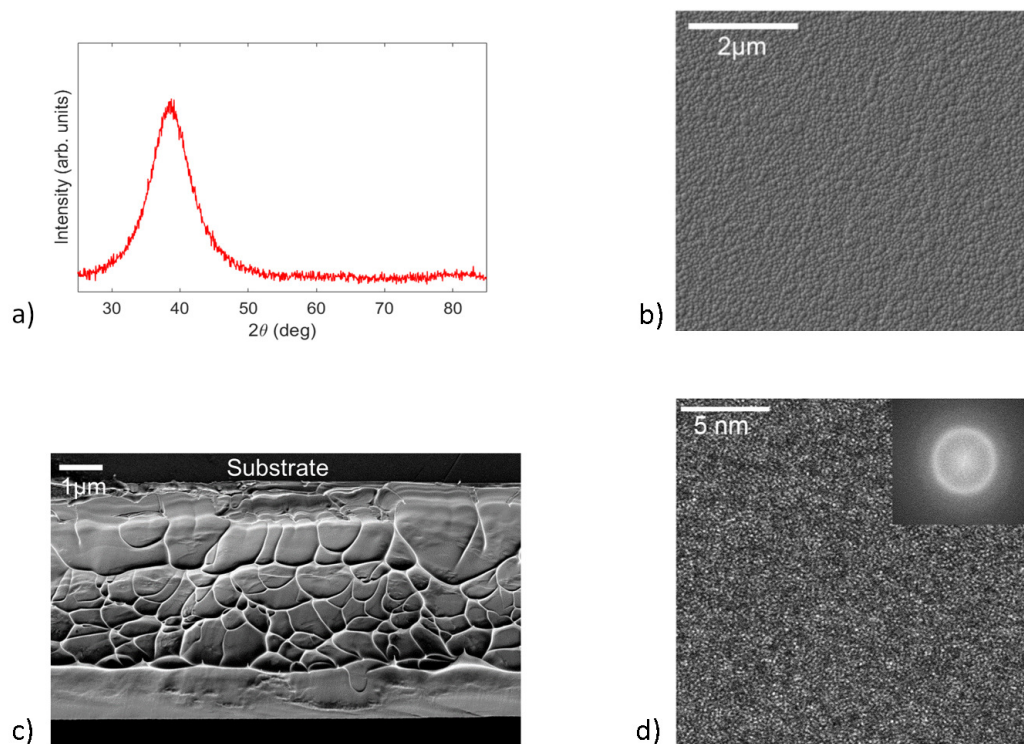 Intensity (arb. units)
30 40 50 60 70 80
2θ (deg)
a)
2μm
b)
Substrate
1μm
c)
5 nm
d)